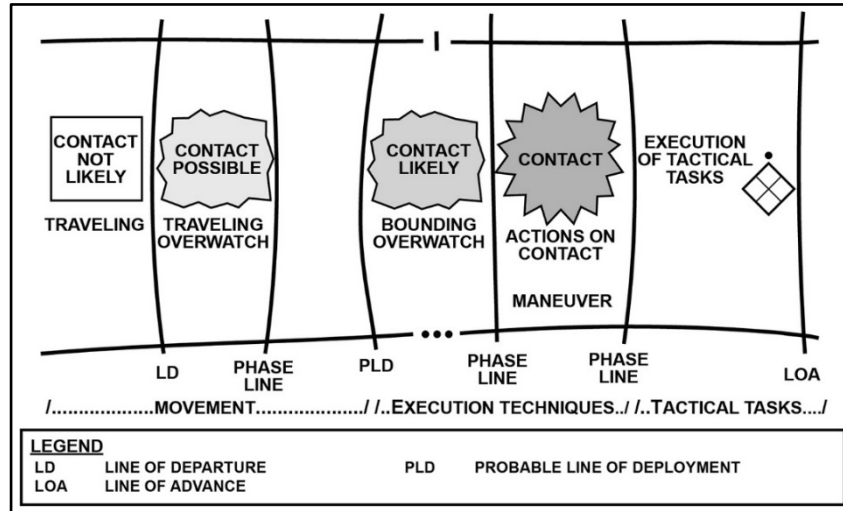 I
CONTACT
NOT
LIKELY
TRAVELING
CONTACT
POSSIBLE
TRAVELING
OVERWATCH
CONTACT
LIKELY
BOUNDING
OVERWATCH
CONTACT
ACTIONS ON
CONTACT
MANEUVER
EXECUTION
OF TACTICAL
TASKS
LD
PHASE
LINE
PLD
PHASE
LINE
PHASE
LINE
LOA
/....................MOVEMENT...................../ /..EXECUTION TECHNIQUES../ /..TACTICAL TASKS..../
LEGEND
LD LINE OF DEPARTURE PLD PROBABLE LINE OF DEPLOYMENT
LOA LINE OF ADVANCE